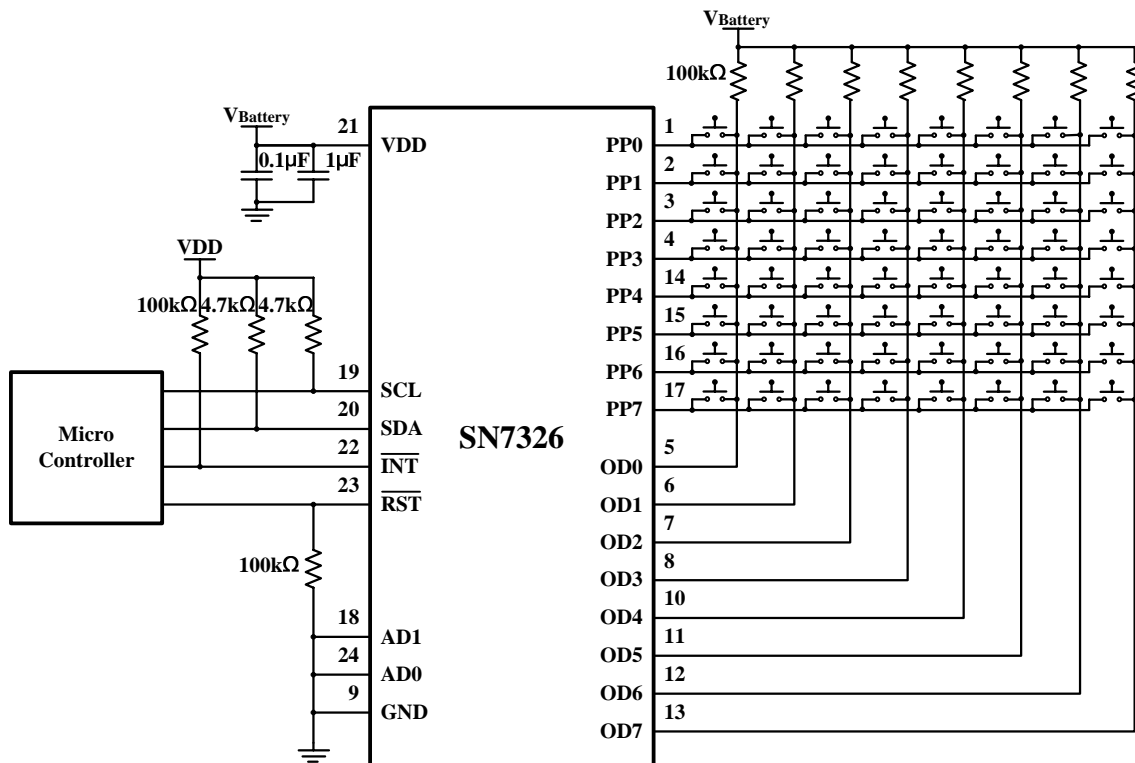 VBattery
100kΩ
VBattery
21
VDD
0.1μF 1μF
VDD
100kΩ 4.7kΩ 4.7kΩ
Micro
Controller
19
SCL
20
SDA
22
INT
23
RST
100kΩ
18
AD1
24
AD0
9
GND
SN7326
1
PP0
2
PP1
3
PP2
4
PP3
14
PP4
15
PP5
16
PP6
17
PP7
5
OD0
6
OD1
7
OD2
8
OD3
10
OD4
11
OD5
12
OD6
13
OD7